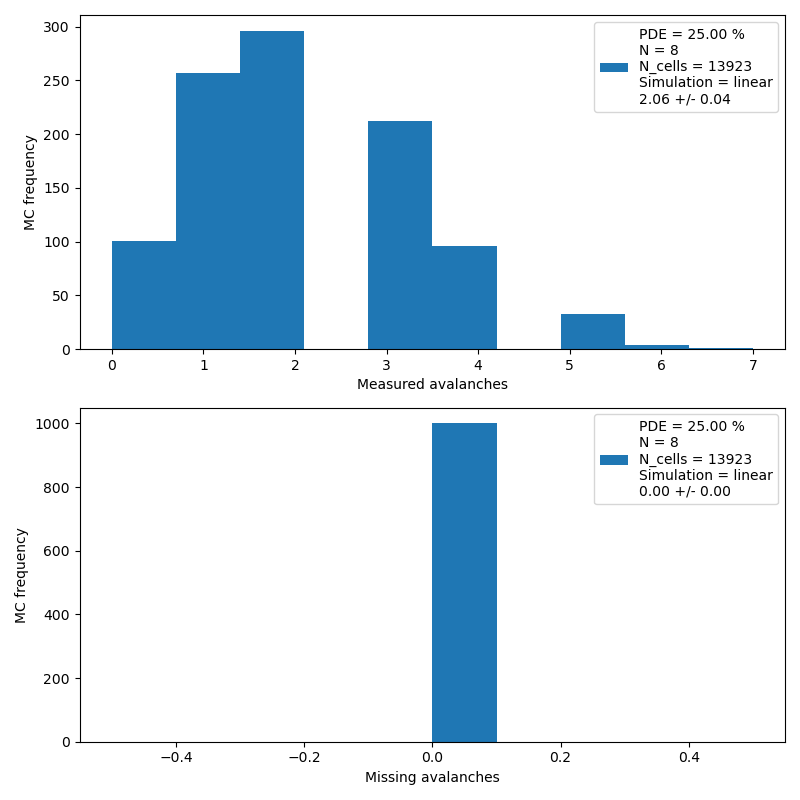 300
250
200
150
100
50
0
MC frequency
PDE = 25.00 %
N = 8
N_cells = 13923
Simulation = linear
2.06 +/- 0.04
0 1 2 3 4 5 6 7
Measured avalanches
1000
800
600
400
200
0
MC frequency
PDE = 25.00 %
N = 8
N_cells = 13923
Simulation = linear
0.00 +/- 0.00
−0.4 −0.2 0.0 0.2 0.4
Missing avalanches